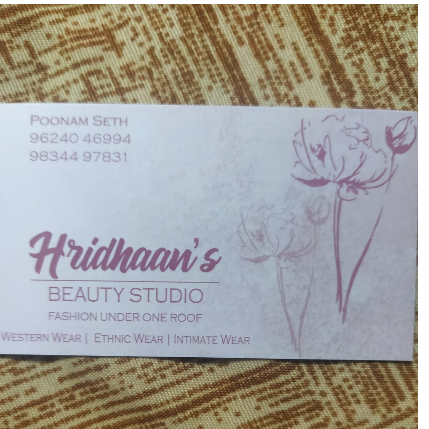 POONAM SETH
96240 46994
98344 97831
Hridhaan's
BEAUTY STUDIO
FASHION UNDER ONE ROOF
WESTERN WEAR | ETHNIC WEAR | INTIMATE WEAR